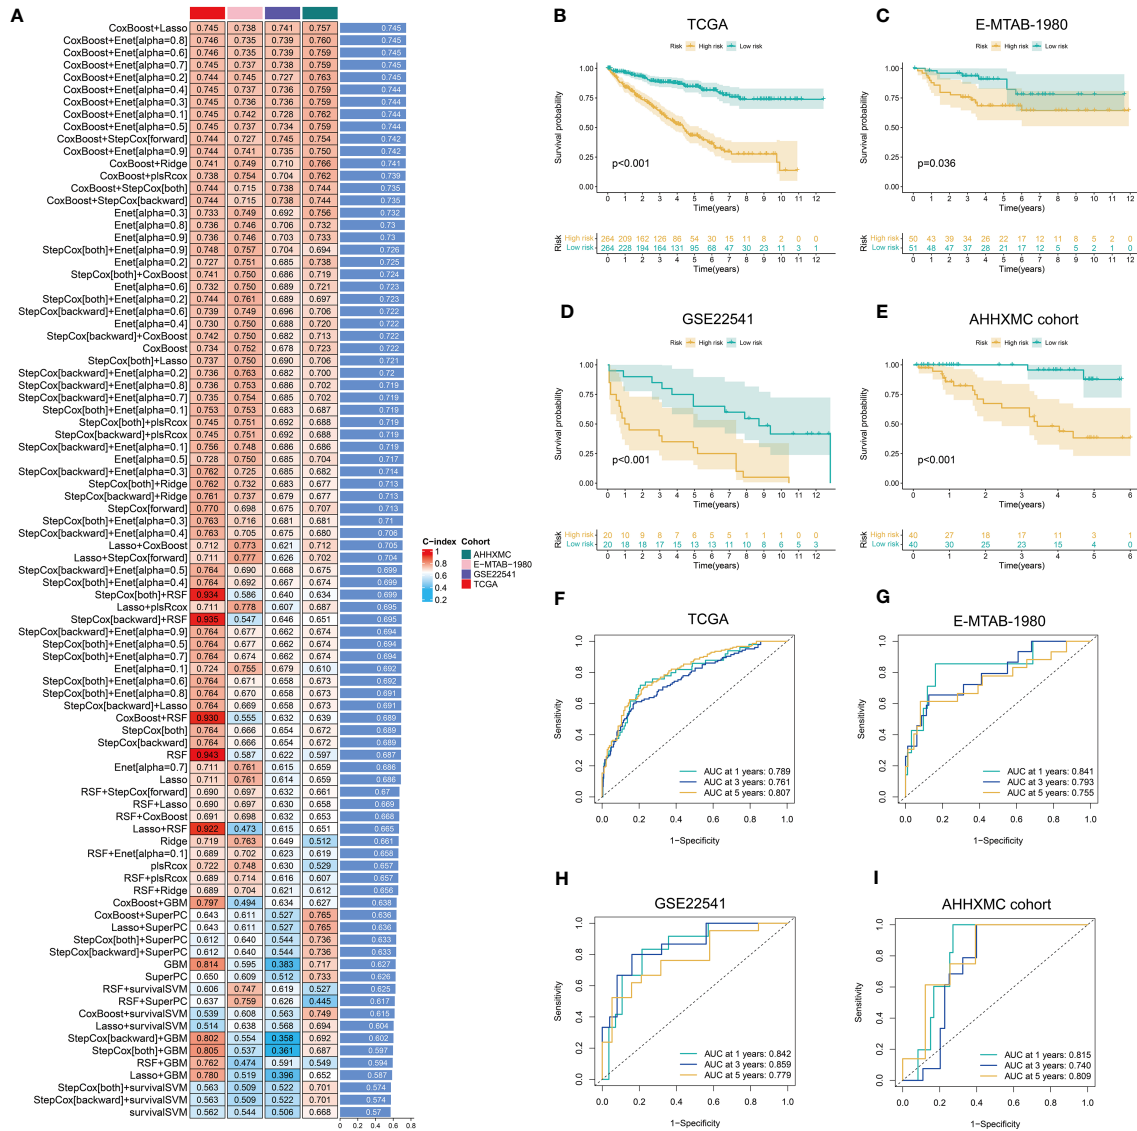 A
CoxBoost+Lasso 0.745 0.738 0.741 0.757 0.745
CoxBoost+Enet[alpha=0.8] 0.746 0.735 0.739 0.760 0.745
CoxBoost+Enet[alpha=0.6] 0.746 0.735 0.739 0.759 0.745
CoxBoost+Enet[alpha=0.7] 0.745 0.737 0.738 0.759 0.745
CoxBoost+Enet[alpha=0.2] 0.744 0.745 0.727 0.763 0.745
CoxBoost+Enet[alpha=0.4] 0.745 0.737 0.736 0.759 0.744
CoxBoost+Enet[alpha=0.3] 0.745 0.736 0.736 0.759 0.744
CoxBoost+Enet[alpha=0.1] 0.745 0.742 0.728 0.762 0.744
CoxBoost+Enet[alpha=0.5] 0.745 0.737 0.734 0.759 0.744
CoxBoost+StepCox[forward] 0.744 0.727 0.745 0.754 0.742
CoxBoost+Enet[alpha=0.9] 0.744 0.741 0.735 0.750 0.742
CoxBoost+Ridge 0.741 0.749 0.710 0.766 0.741
CoxBoost+plsRcox 0.738 0.754 0.704 0.762 0.739
CoxBoost+StepCox[both] 0.744 0.715 0.738 0.744 0.735
CoxBoost+StepCox[backward] 0.744 0.715 0.738 0.744 0.735
Enet[alpha=0.3] 0.733 0.749 0.692 0.756 0.732
Enet[alpha=0.8] 0.736 0.746 0.706 0.732 0.73
Enet[alpha=0.9] 0.736 0.746 0.703 0.733 0.73
StepCox[both]+Enet[alpha=0.9] 0.748 0.757 0.704 0.694 0.726
Enet[alpha=0.2] 0.727 0.751 0.685 0.738 0.725
StepCox[both]+CoxBoost 0.741 0.750 0.686 0.719 0.724
Enet[alpha=0.6] 0.732 0.750 0.689 0.721 0.723
StepCox[both]+Enet[alpha=0.2] 0.744 0.761 0.689 0.697 0.723
StepCox[backward]+Enet[alpha=0.6] 0.739 0.749 0.696 0.706 0.722
Enet[alpha=0.4] 0.730 0.750 0.688 0.720 0.722
StepCox[backward]+CoxBoost 0.742 0.750 0.682 0.713 0.722
CoxBoost 0.734 0.752 0.678 0.723 0.722
StepCox[both]+Lasso 0.737 0.750 0.690 0.706 0.721
StepCox[backward]+Enet[alpha=0.2] 0.736 0.763 0.682 0.700 0.72
StepCox[backward]+Enet[alpha=0.8] 0.736 0.753 0.686 0.702 0.719
StepCox[backward]+Enet[alpha=0.7] 0.735 0.754 0.685 0.702 0.719
StepCox[both]+Enet[alpha=0.1] 0.753 0.753 0.683 0.687 0.719
StepCox[both]+plsRcox 0.745 0.751 0.692 0.688 0.719
StepCox[backward]+plsRcox 0.745 0.751 0.692 0.688 0.719
StepCox[backward]+Enet[alpha=0.1] 0.756 0.748 0.686 0.686 0.719
Enet[alpha=0.5] 0.728 0.750 0.685 0.704 0.717
StepCox[backward]+Enet[alpha=0.3] 0.762 0.725 0.685 0.682 0.714
StepCox[both]+Ridge 0.762 0.732 0.683 0.677 0.713
StepCox[backward]+Ridge 0.761 0.737 0.679 0.677 0.713
StepCox[forward] 0.770 0.698 0.675 0.707 0.713
StepCox[both]+Enet[alpha=0.3] 0.763 0.716 0.681 0.681 0.71
StepCox[backward]+Enet[alpha=0.4] 0.763 0.705 0.675 0.680 0.706
Lasso+CoxBoost 0.712 0.773 0.621 0.712 0.705
Lasso+StepCox[forward] 0.711 0.777 0.626 0.702 0.704
StepCox[backward]+Enet[alpha=0.5] 0.764 0.690 0.668 0.675 0.699
StepCox[both]+Enet[alpha=0.4] 0.764 0.692 0.667 0.674 0.699
StepCox[both]+RSF 0.934 0.586 0.640 0.634 0.699
Lasso+plsRcox 0.711 0.778 0.607 0.687 0.695
StepCox[backward]+RSF 0.935 0.547 0.646 0.651 0.695
StepCox[backward]+Enet[alpha=0.9] 0.764 0.677 0.662 0.674 0.694
StepCox[both]+Enet[alpha=0.5] 0.764 0.677 0.662 0.674 0.694
StepCox[both]+Enet[alpha=0.7] 0.764 0.674 0.662 0.674 0.694
Enet[alpha=0.1] 0.724 0.755 0.679 0.610 0.692
StepCox[both]+Enet[alpha=0.6] 0.764 0.671 0.658 0.673 0.692
StepCox[both]+Enet[alpha=0.8] 0.764 0.670 0.658 0.673 0.691
StepCox[backward]+Lasso 0.764 0.669 0.658 0.673 0.691
CoxBoost+RSF 0.930 0.555 0.632 0.639 0.689
StepCox[both] 0.764 0.666 0.654 0.672 0.689
StepCox[backward] 0.764 0.666 0.654 0.672 0.689
RSF 0.943 0.587 0.622 0.597 0.687
Enet[alpha=0.7] 0.711 0.761 0.615 0.659 0.686
Lasso 0.711 0.761 0.614 0.659 0.686
RSF+StepCox[forward] 0.690 0.697 0.632 0.661 0.67
RSF+Lasso 0.690 0.697 0.630 0.658 0.669
RSF+CoxBoost 0.691 0.698 0.632 0.653 0.668
Lasso+RSF 0.922 0.473 0.615 0.651 0.665
Ridge 0.719 0.763 0.649 0.512 0.661
RSF+Enet[alpha=0.1] 0.689 0.702 0.623 0.619 0.658
plsRcox 0.722 0.748 0.630 0.529 0.657
RSF+plsRcox 0.689 0.714 0.616 0.607 0.657
RSF+Ridge 0.689 0.704 0.621 0.612 0.656
CoxBoost+GBM 0.797 0.494 0.634 0.627 0.638
CoxBoost+SuperPC 0.643 0.611 0.527 0.765 0.636
Lasso+SuperPC 0.643 0.611 0.527 0.765 0.636
StepCox[both]+SuperPC 0.612 0.640 0.544 0.736 0.633
StepCox[backward]+SuperPC 0.612 0.640 0.544 0.736 0.633
GBM 0.814 0.595 0.383 0.717 0.627
SuperPC 0.650 0.609 0.512 0.733 0.626
RSF+survivalSVM 0.606 0.747 0.619 0.527 0.625
RSF+SuperPC 0.637 0.759 0.626 0.445 0.617
CoxBoost+survivalSVM 0.539 0.608 0.563 0.749 0.615
Lasso+survivalSVM 0.514 0.638 0.568 0.694 0.604
StepCox[backward]+GBM 0.802 0.554 0.358 0.692 0.602
StepCox[both]+GBM 0.805 0.537 0.361 0.687 0.597
RSF+GBM 0.762 0.474 0.591 0.549 0.594
Lasso+GBM 0.780 0.519 0.396 0.652 0.587
StepCox[both]+survivalSVM 0.563 0.509 0.522 0.701 0.574
StepCox[backward]+survivalSVM 0.563 0.509 0.522 0.701 0.574
survivalSVM 0.562 0.544 0.506 0.668 0.57
0 0.2 0.4 0.6 0.8
C-index Cohort
1
0.8
0.6
0.4
0.2
AHHXMC
E-MTAB-1980
GSE22541
TCGA
B
TCGA
Risk High risk Low risk
Survival probability
1.00
0.75
0.50
0.25
0.00
p<0.001
0 1 2 3 4 5 6 7 8 9 10 11 12
Time(years)
Risk
High risk 264 209 162 126 86 54 30 15 11 8 2 0 0
Low risk 264 228 194 164 131 95 68 47 30 23 11 3 1
0 1 2 3 4 5 6 7 8 9 10 11 12
Time(years)
C
E-MTAB-1980
Risk High risk Low risk
Survival probability
1.00
0.75
0.50
0.25
0.00
p=0.036
0 1 2 3 4 5 6 7 8 9 10 11 12
Time(years)
Risk
High risk 50 43 39 34 26 22 17 12 11 8 5 2 0
Low risk 51 48 47 37 28 21 17 12 5 5 2 1 0
0 1 2 3 4 5 6 7 8 9 10 11 12
Time(years)
D
GSE22541
Risk High risk Low risk
Survival probability
1.00
0.75
0.50
0.25
0.00
p<0.001
0 1 2 3 4 5 6 7 8 9 10 11 12
Time(years)
Risk
High risk 20 10 9 8 7 6 5 5 1 1 1 0 0
Low risk 20 18 18 17 15 13 13 11 10 8 6 5 3
0 1 2 3 4 5 6 7 8 9 10 11 12
Time(years)
E
AHHXMC cohort
Risk High risk Low risk
Survival probability
1.00
0.75
0.50
0.25
0.00
p<0.001
0 1 2 3 4 5 6
Time(years)
Risk
High risk 40 27 18 17 11 3 1
Low risk 40 30 25 23 15 4 0
0 1 2 3 4 5 6
Time(years)
F
TCGA
Sensitivity
1.0
0.8
0.6
0.4
0.2
0.0
AUC at 1 years: 0.789
AUC at 3 years: 0.761
AUC at 5 years: 0.807
0.0 0.2 0.4 0.6 0.8 1.0
1−Specificity
G
E-MTAB-1980
Sensitivity
1.0
0.8
0.6
0.4
0.2
0.0
AUC at 1 years: 0.841
AUC at 3 years: 0.793
AUC at 5 years: 0.755
0.0 0.2 0.4 0.6 0.8 1.0
1−Specificity
H
GSE22541
Sensitivity
1.0
0.8
0.6
0.4
0.2
0.0
AUC at 1 years: 0.842
AUC at 3 years: 0.859
AUC at 5 years: 0.779
0.0 0.2 0.4 0.6 0.8 1.0
1−Specificity
I
AHHXMC cohort
Sensitivity
1.0
0.8
0.6
0.4
0.2
0.0
AUC at 1 years: 0.815
AUC at 3 years: 0.740
AUC at 5 years: 0.809
0.0 0.2 0.4 0.6 0.8 1.0
1−Specificity